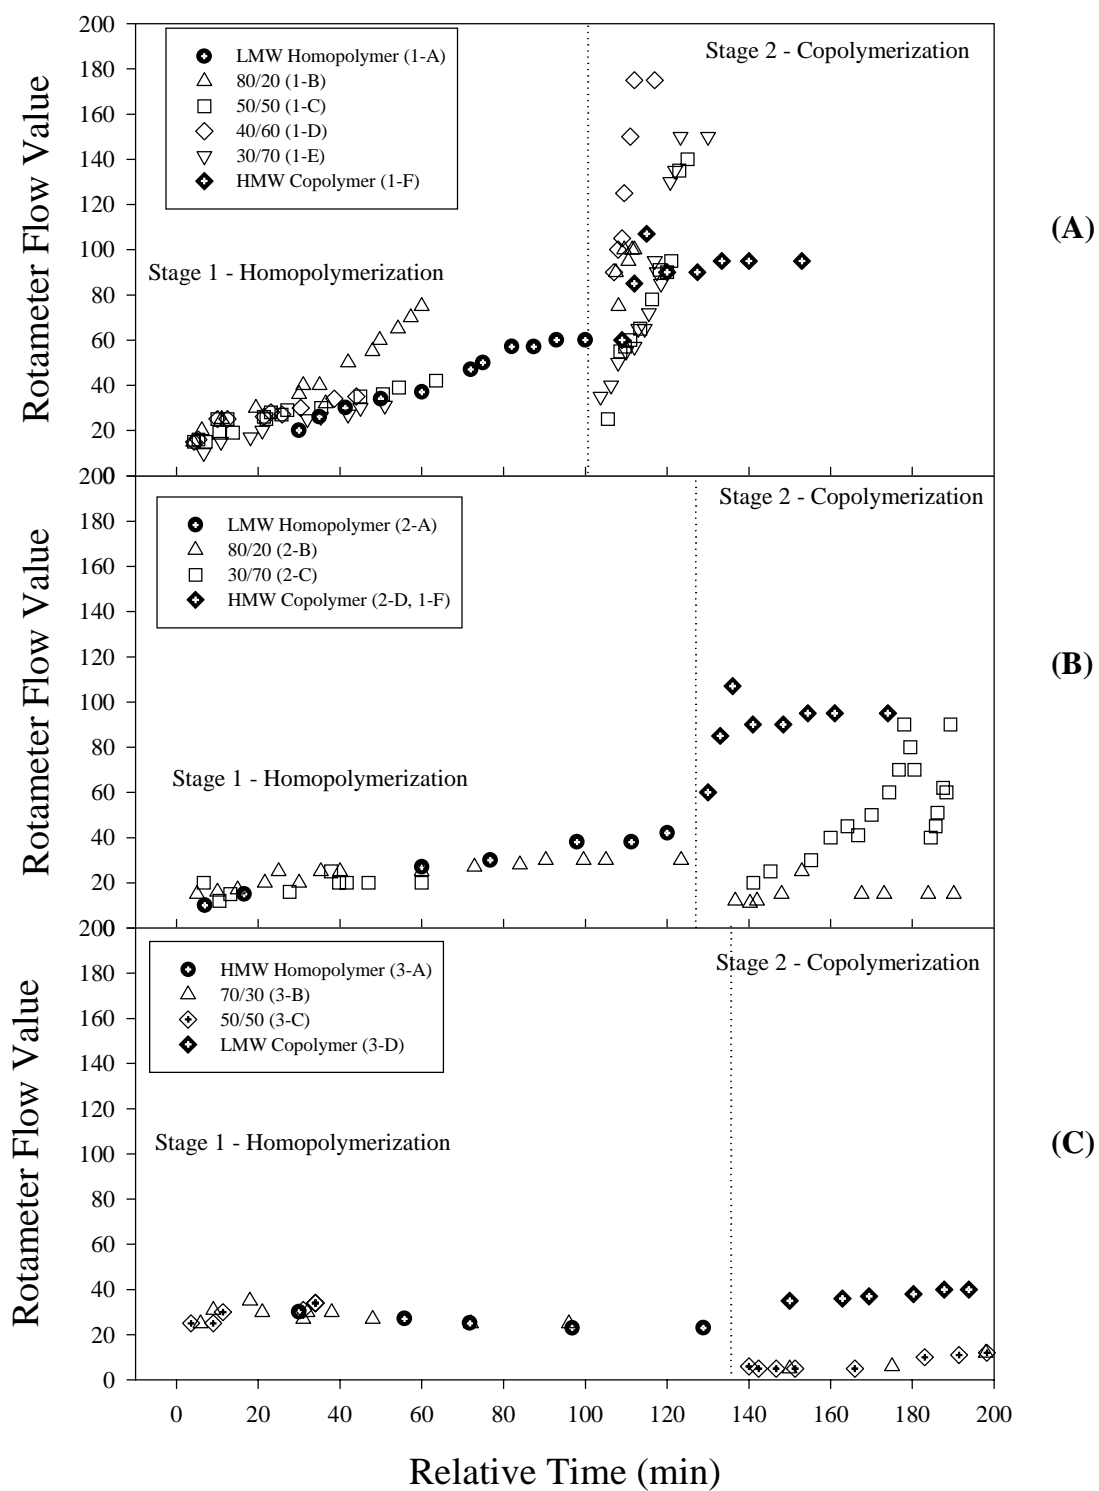 200
180
160
140
120
100
80
60
40
20
Rotameter Flow Value
LMW Homopolymer (1-A)
80/20 (1-B)
50/50 (1-C)
40/60 (1-D)
30/70 (1-E)
HMW Copolymer (1-F)
Stage 2 - Copolymerization
Stage 1 - Homopolymerization
(A)
200
180
160
140
120
100
80
60
40
20
Rotameter Flow Value
LMW Homopolymer (2-A)
80/20 (2-B)
30/70 (2-C)
HMW Copolymer (2-D, 1-F)
Stage 2 - Copolymerization
Stage 1 - Homopolymerization
(B)
200
180
160
140
120
100
80
60
40
20
0
Rotameter Flow Value
HMW Homopolymer (3-A)
70/30 (3-B)
50/50 (3-C)
LMW Copolymer (3-D)
Stage 2 - Copolymerization
Stage 1 - Homopolymerization
(C)
0 20 40 60 80 100 120 140 160 180 200
Relative Time (min)